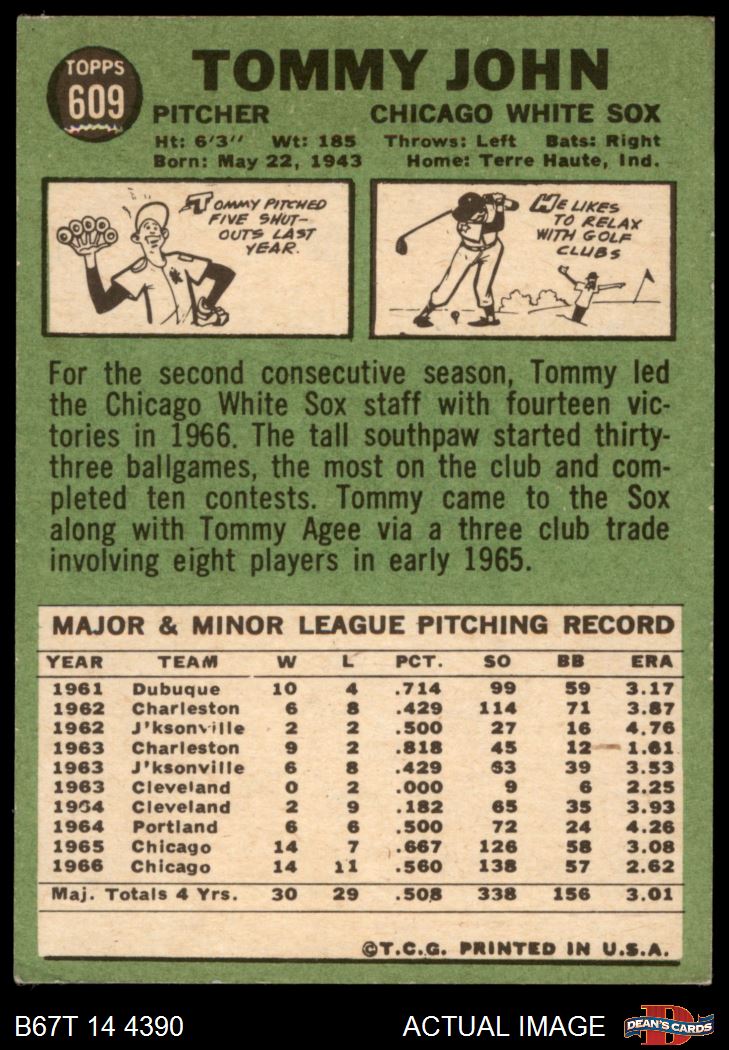 TOPPS
609
TOMMY JOHN
PITCHER CHICAGO WHITE SOX
Ht: 6'3" Wt: 185 Throws: Left Bats: Right
Born: May 22, 1943 Home: Terre Haute, Ind.
TOMMY PITCHED
FIVE SHUT-
OUTS LAST
YEAR.
HE LIKES
TO RELAX
WITH GOLF
CLUBS
For the second consecutive season, Tommy led
the Chicago White Sox staff with fourteen vic-
tories in 1966. The tall southpaw started thirty-
three ballgames, the most on the club and com-
pleted ten contests. Tommy came to the Sox
along with Tommy Agee via a three club trade
involving eight players in early 1965.
MAJOR & MINOR LEAGUE PITCHING RECORD
YEAR TEAM W L PCT. SO BB ERA
1961 Dubuque 10 4 .714 99 59 3.17
1962 Charleston 6 8 .429 114 71 3.87
1962 J'ksonville 2 2 .500 27 16 4.76
1963 Charleston 9 2 .818 45 12 1.61
1963 J'ksonville 6 8 .429 63 39 3.53
1963 Cleveland 0 2 .000 9 6 2.25
1964 Cleveland 2 9 .182 65 35 3.93
1964 Portland 6 6 .500 72 24 4.26
1965 Chicago 14 7 .667 126 58 3.08
1966 Chicago 14 11 .560 138 57 2.62
Maj. Totals 4 Yrs. 30 29 .508 338 156 3.01
©T.C.G. PRINTED IN U.S.A.
B67T 14 4390 ACTUAL IMAGE
DEAN'S CARDS